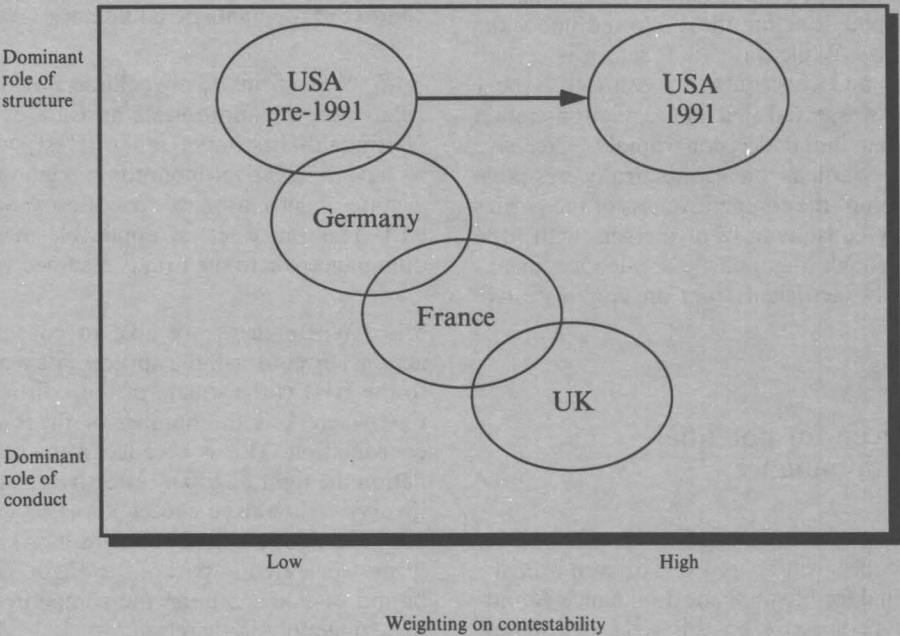 Dominant
role of
structure
USA
pre-1991
USA
1991
Germany
France
UK
Dominant
role of
conduct
Low
High
Weighting on contestability